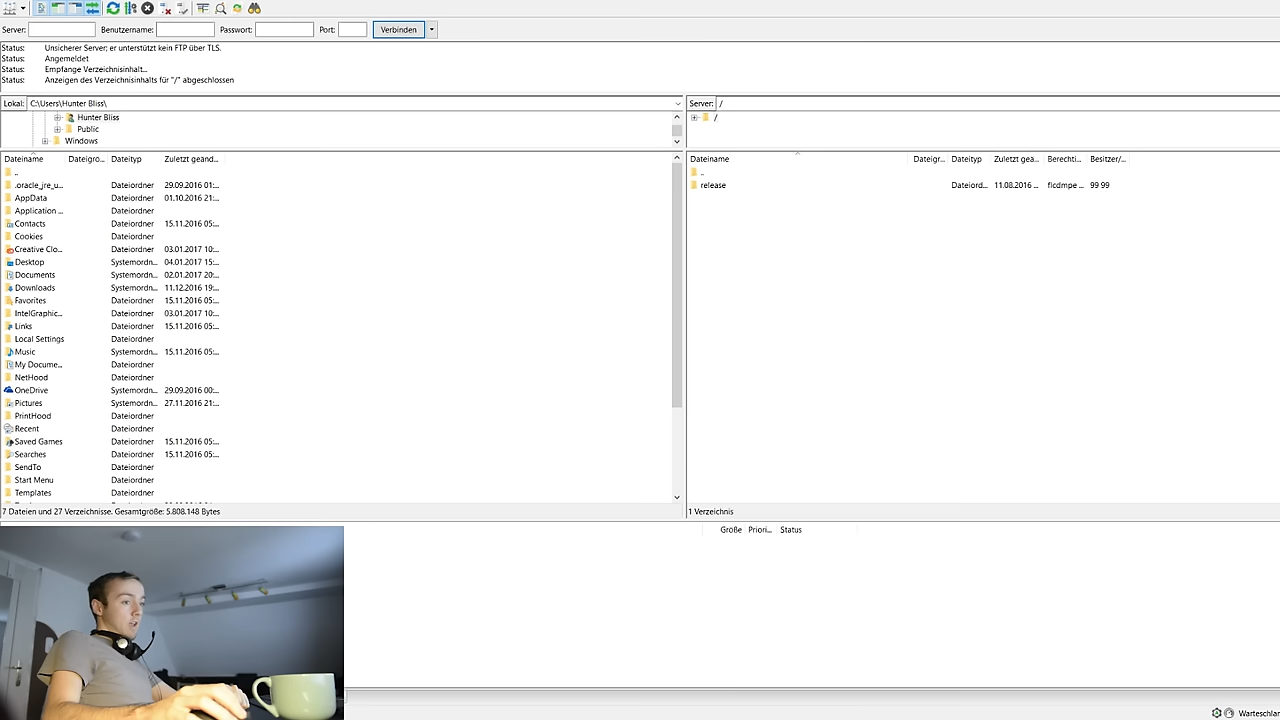 Server: Benutzername: Passwort: Port: Verbinden
Status: Unsicherer Server; er unterstützt kein FTP über TLS.
Status: Angemeldet
Status: Empfange Verzeichnisinhalt...
Status: Anzeigen des Verzeichnisinhalts für "/" abgeschlossen
Lokal: C:\Users\Hunter Bliss\
Hunter Bliss
Public
Windows
Server: /
/
Dateiname Dateigrö... Dateityp Zuletzt geänd...
..
.oracle_jre_u... Dateiordner 29.09.2016 01:...
AppData Dateiordner 01.10.2016 21:...
Application ... Dateiordner
Contacts Dateiordner 15.11.2016 05:...
Cookies Dateiordner
Creative Clo... Dateiordner 03.01.2017 10:...
Desktop Systemordn... 04.01.2017 15:...
Documents Systemordn... 02.01.2017 20:...
Downloads Systemordn... 11.12.2016 19:...
Favorites Dateiordner 15.11.2016 05:...
IntelGraphic... Dateiordner 03.01.2017 10:...
Links Dateiordner 15.11.2016 05:...
Local Settings Dateiordner
Music Systemordn... 15.11.2016 05:...
My Docume... Dateiordner
NetHood Dateiordner
OneDrive Systemordn... 29.09.2016 00:...
Pictures Systemordn... 27.11.2016 21:...
PrintHood Dateiordner
Recent Dateiordner
Saved Games Dateiordner 15.11.2016 05:...
Searches Dateiordner 15.11.2016 05:...
SendTo Dateiordner
Start Menu Dateiordner
Templates Dateiordner
7 Dateien und 27 Verzeichnisse. Gesamtgröße: 5.808.148 Bytes
Dateiname Dateigr... Dateityp Zuletzt geä... Berechti... Besitzer/...
..
release Dateiord... 11.08.2016 ... flcdmpe ... 99 99
1 Verzeichnis
Größe Priori... Status